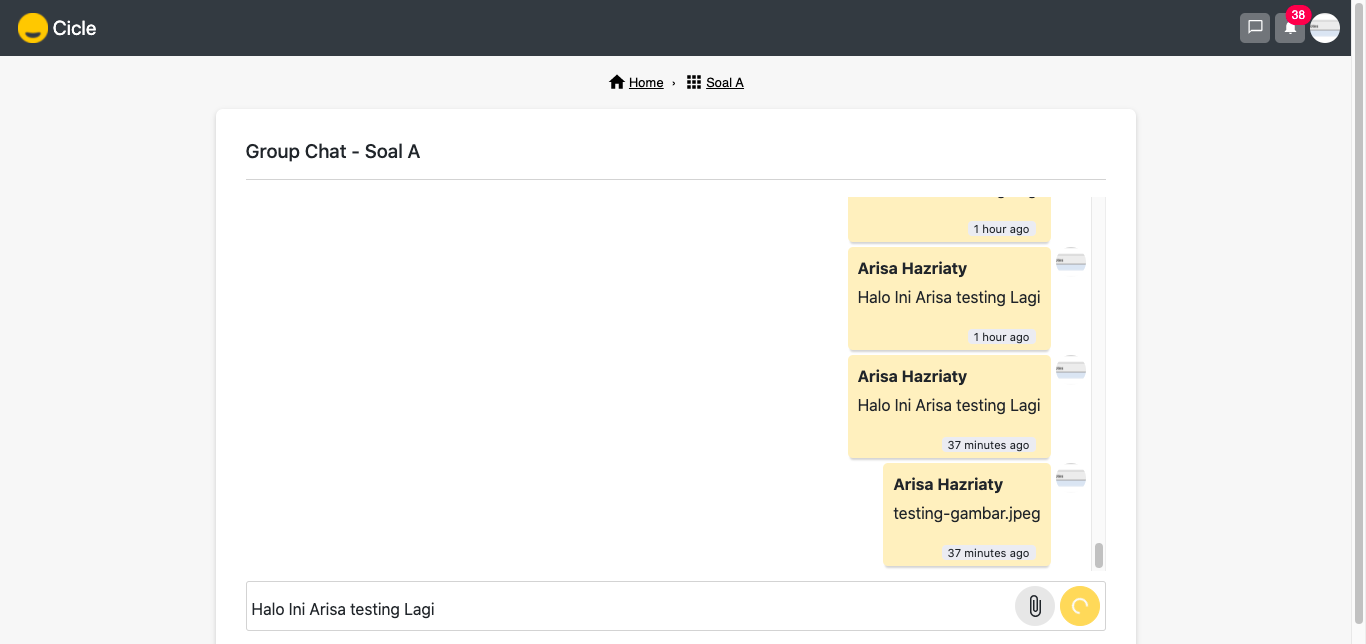 Cicle
38
Home › Soal A
Group Chat - Soal A
1 hour ago
Arisa Hazriaty
Halo Ini Arisa testing Lagi
1 hour ago
Arisa Hazriaty
Halo Ini Arisa testing Lagi
37 minutes ago
Arisa Hazriaty
testing-gambar.jpeg
37 minutes ago
Halo Ini Arisa testing Lagi